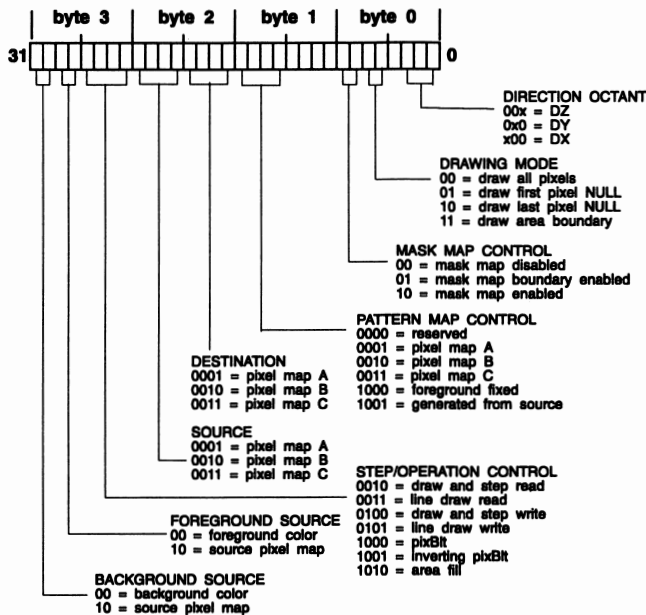 byte 3 byte 2 byte 1 byte 0
31 0
DIRECTION OCTANT
00x = DZ
0x0 = DY
x00 = DX
DRAWING MODE
00 = draw all pixels
01 = draw first pixel NULL
10 = draw last pixel NULL
11 = draw area boundary
MASK MAP CONTROL
00 = mask map disabled
01 = mask map boundary enabled
10 = mask map enabled
PATTERN MAP CONTROL
0000 = reserved
0001 = pixel map A
0010 = pixel map B
0011 = pixel map C
1000 = foreground fixed
1001 = generated from source
DESTINATION
0001 = pixel map A
0010 = pixel map B
0011 = pixel map C
SOURCE
0001 = pixel map A
0010 = pixel map B
0011 = pixel map C
STEP/OPERATION CONTROL
0010 = draw and step read
0011 = line draw read
0100 = draw and step write
0101 = line draw write
1000 = pixBlt
1001 = inverting pixBlt
1010 = area fill
FOREGROUND SOURCE
00 = foreground color
10 = source pixel map
BACKGROUND SOURCE
00 = background color
10 = source pixel map